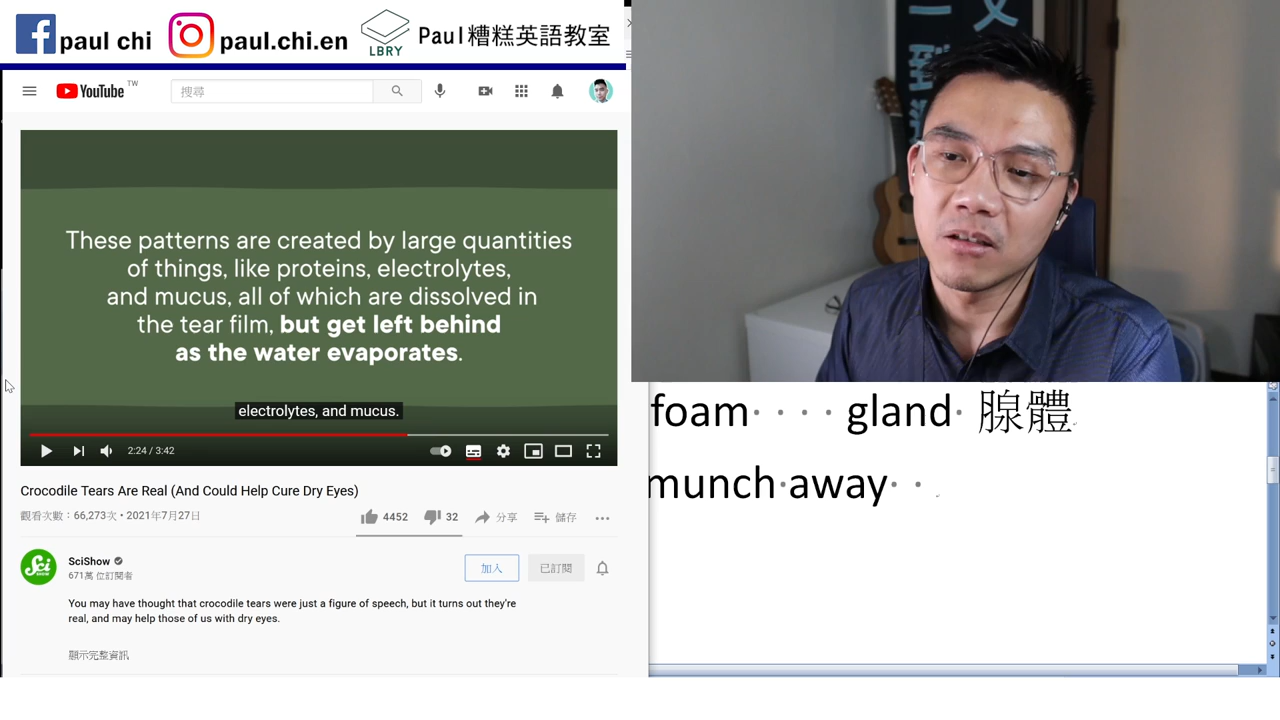 paul chi
paul.chi.en
LBRY
Paul糟糕英語教室
YouTube TW
搜尋
These patterns are created by large quantities
of things, like proteins, electrolytes,
and mucus, all of which are dissolved in
the tear film, but get left behind
as the water evaporates.
electrolytes, and mucus.
2:24 / 3:42
Crocodile Tears Are Real (And Could Help Cure Dry Eyes)
觀看次數：66,273次 • 2021年7月27日
4452
32
分享
儲存
Sci
SHOW
SciShow
671萬 位訂閱者
加入
已訂閱
You may have thought that crocodile tears were just a figure of speech, but it turns out they're
real, and may help those of us with dry eyes.
顯示完整資訊
foam gland 腺體
munch away